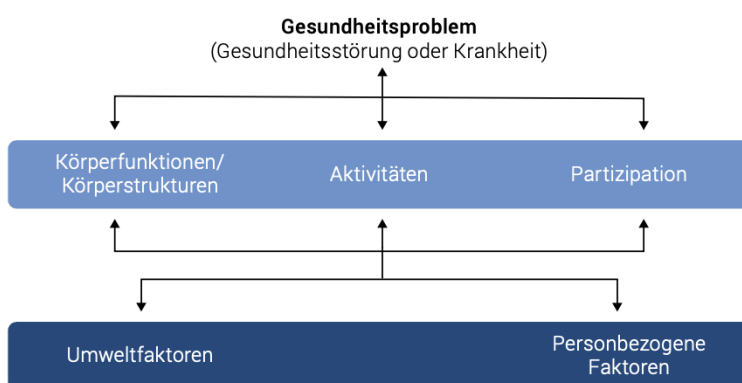 Gesundheitsproblem
(Gesundheitsstörung oder Krankheit)
Körperfunktionen/
Körperstrukturen
Aktivitäten
Partizipation
Umweltfaktoren
Personbezogene
Faktoren